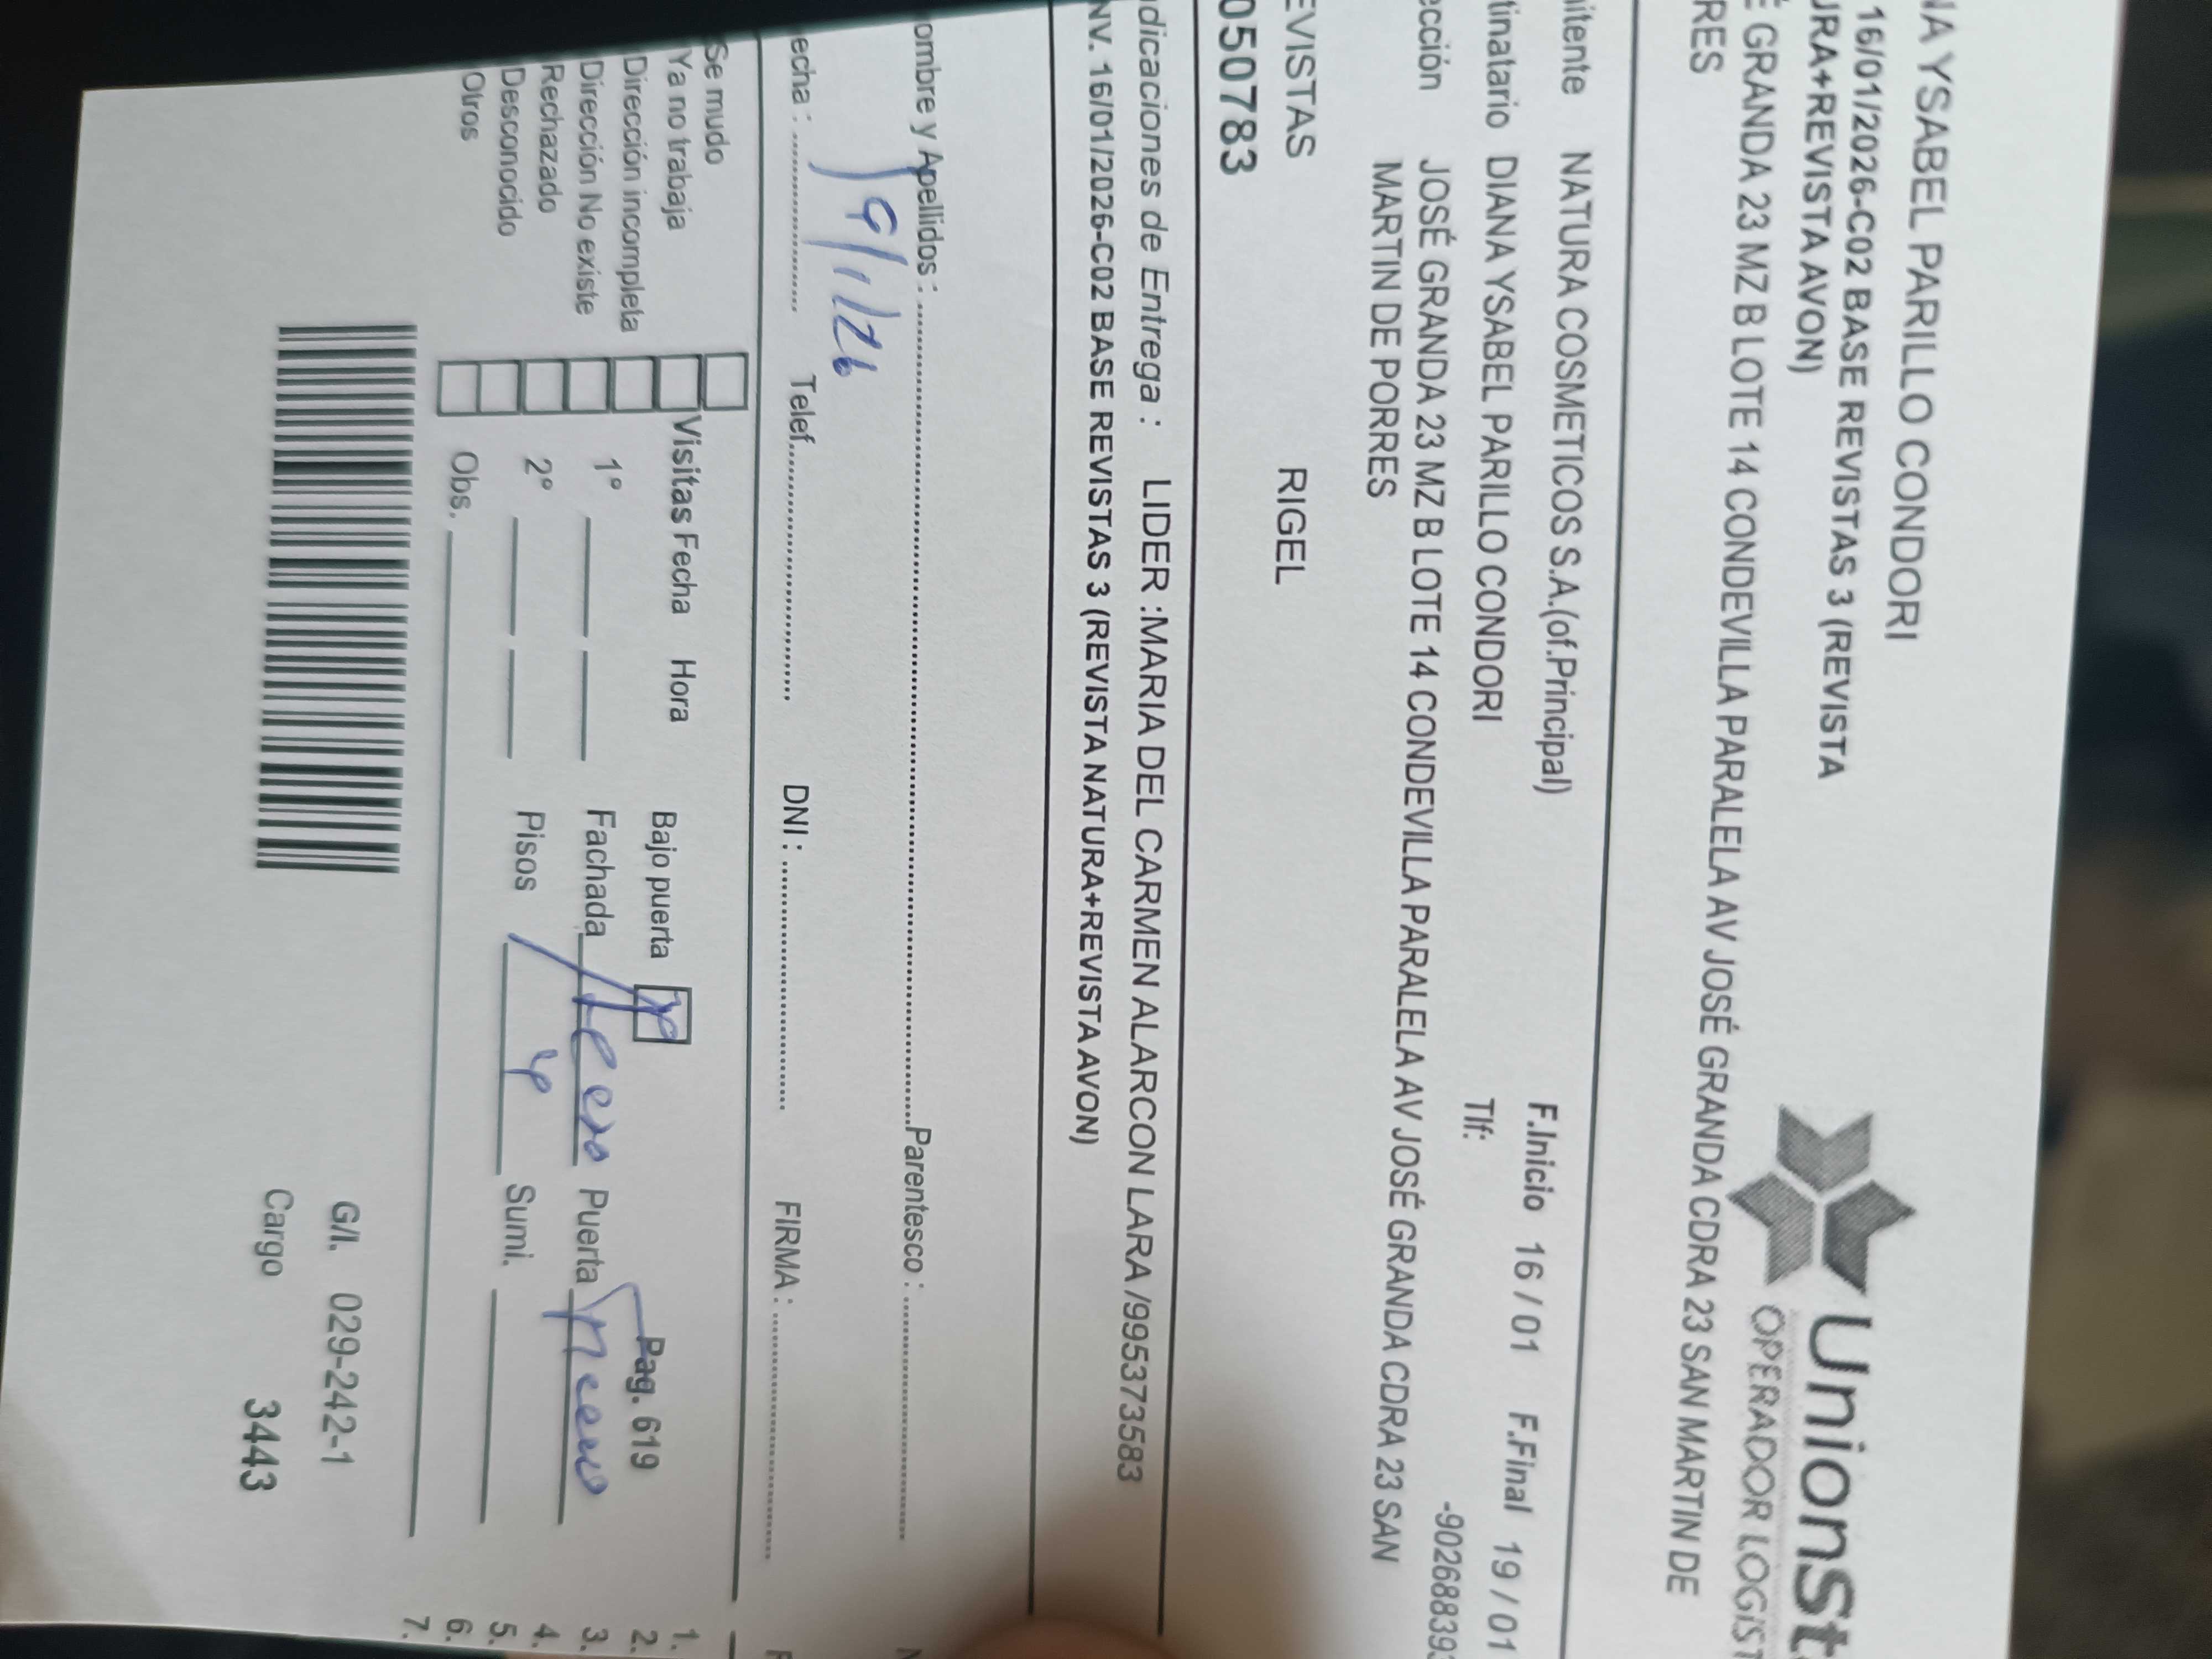 NA YSABEL PARILLO CONDORI
16/01/2026-C02 BASE REVISTAS 3 (REVISTA
URA+REVISTA AVON)
É GRANDA 23 MZ B LOTE 14 CONDEVILLA PARALELA AV JOSÉ GRANDA CDRA 23 SAN MARTIN DE
RRES
UnionSt
OPERADOR LOGIST
mitente NATURA COSMETICOS S.A.(of.Principal) F.Inicio 16 / 01 F.Final 19 / 01
tinatario DIANA YSABEL PARILLO CONDORI Tlf: -902688393
ección JOSÉ GRANDA 23 MZ B LOTE 14 CONDEVILLA PARALELA AV JOSÉ GRANDA CDRA 23 SAN
MARTIN DE PORRES
EVISTAS RIGEL
050783
ndicaciones de Entrega : LIDER :MARIA DEL CARMEN ALARCON LARA /995373583
NV. 16/01/2026-C02 BASE REVISTAS 3 (REVISTA NATURA+REVISTA AVON)
ombre y Apellidos : Parentesco :
19/1/26
echa : Telef. DNI : FIRMA :
Se mudo
Ya no trabaja Visitas Fecha Hora Bajo puerta Pag. 619
Dirección incompleta
Dirección No existe 1° Fachada Puerta
Rechazado
Desconocido 2° Pisos 4 Sumi.
Otros Obs.
G/I. 029-242-1
Cargo 3443
1.
2.
3.
4.
5.
6.
7.